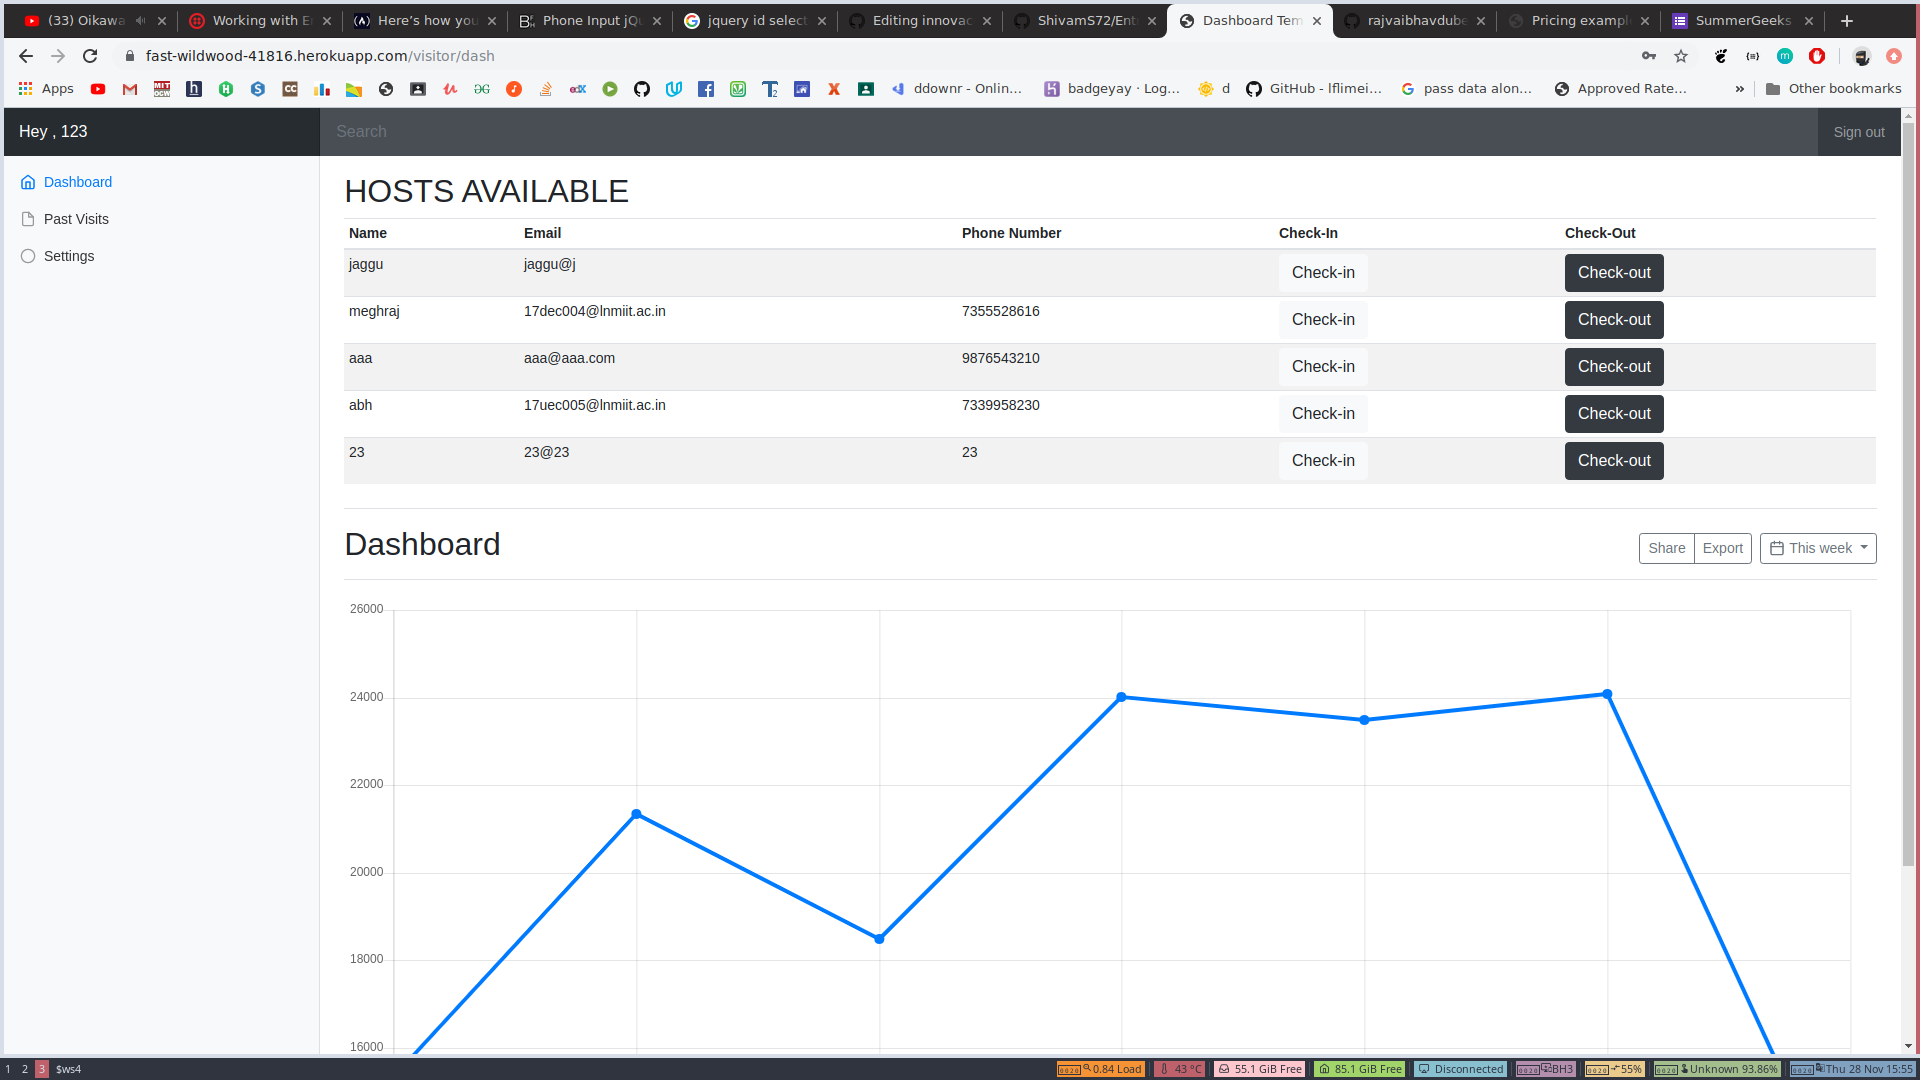 (33) Oikawa
Working with Er
Here's how you
Phone Input jQu
jquery id select
Editing innovac
ShivamS72/Ent
Dashboard Tem
rajvaibhavdube
Pricing example
SummerGeeks
fast-wildwood-41816.herokuapp.com/visitor/dash
Apps
ddownr - Onlin...
badgeyay · Log...
d
GitHub - lflimei...
pass data alon...
Approved Rate...
» Other bookmarks
Hey , 123
Search
Sign out
Dashboard
Past Visits
Settings
HOSTS AVAILABLE
Name Email Phone Number Check-In Check-Out
jaggu jaggu@j Check-in Check-out
meghraj 17dec004@lnmiit.ac.in 7355528616 Check-in Check-out
aaa aaa@aaa.com 9876543210 Check-in Check-out
abh 17uec005@lnmiit.ac.in 7339958230 Check-in Check-out
23 23@23 23 Check-in Check-out
Dashboard
Share Export This week
26000
24000
22000
20000
18000
16000
1 2 3 $ws4
0.84 Load
43 °C
55.1 GiB Free
85.1 GiB Free
Disconnected
BH3
55%
Unknown 93.86%
Thu 28 Nov 15:55